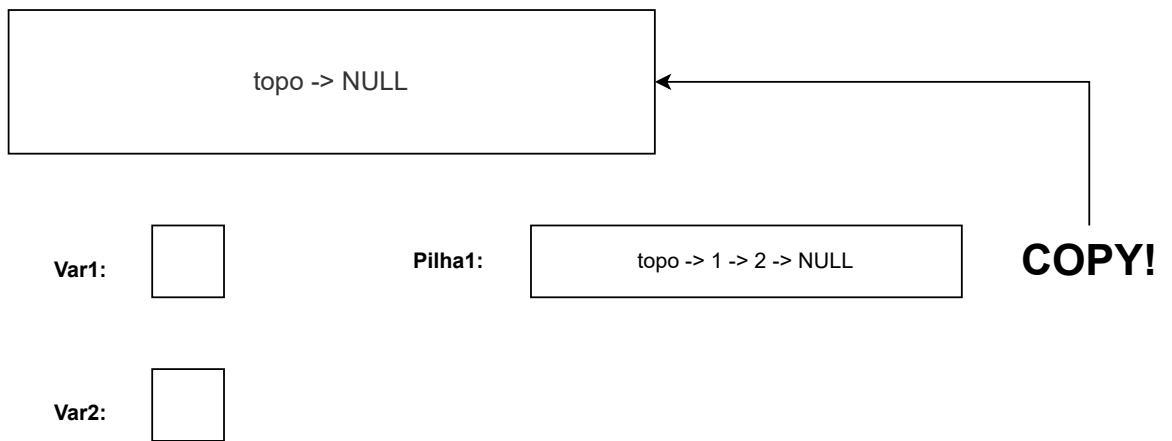 topo -> NULL
Var1:
Pilha1:
topo -> 1 -> 2 -> NULL
COPY!
Var2: